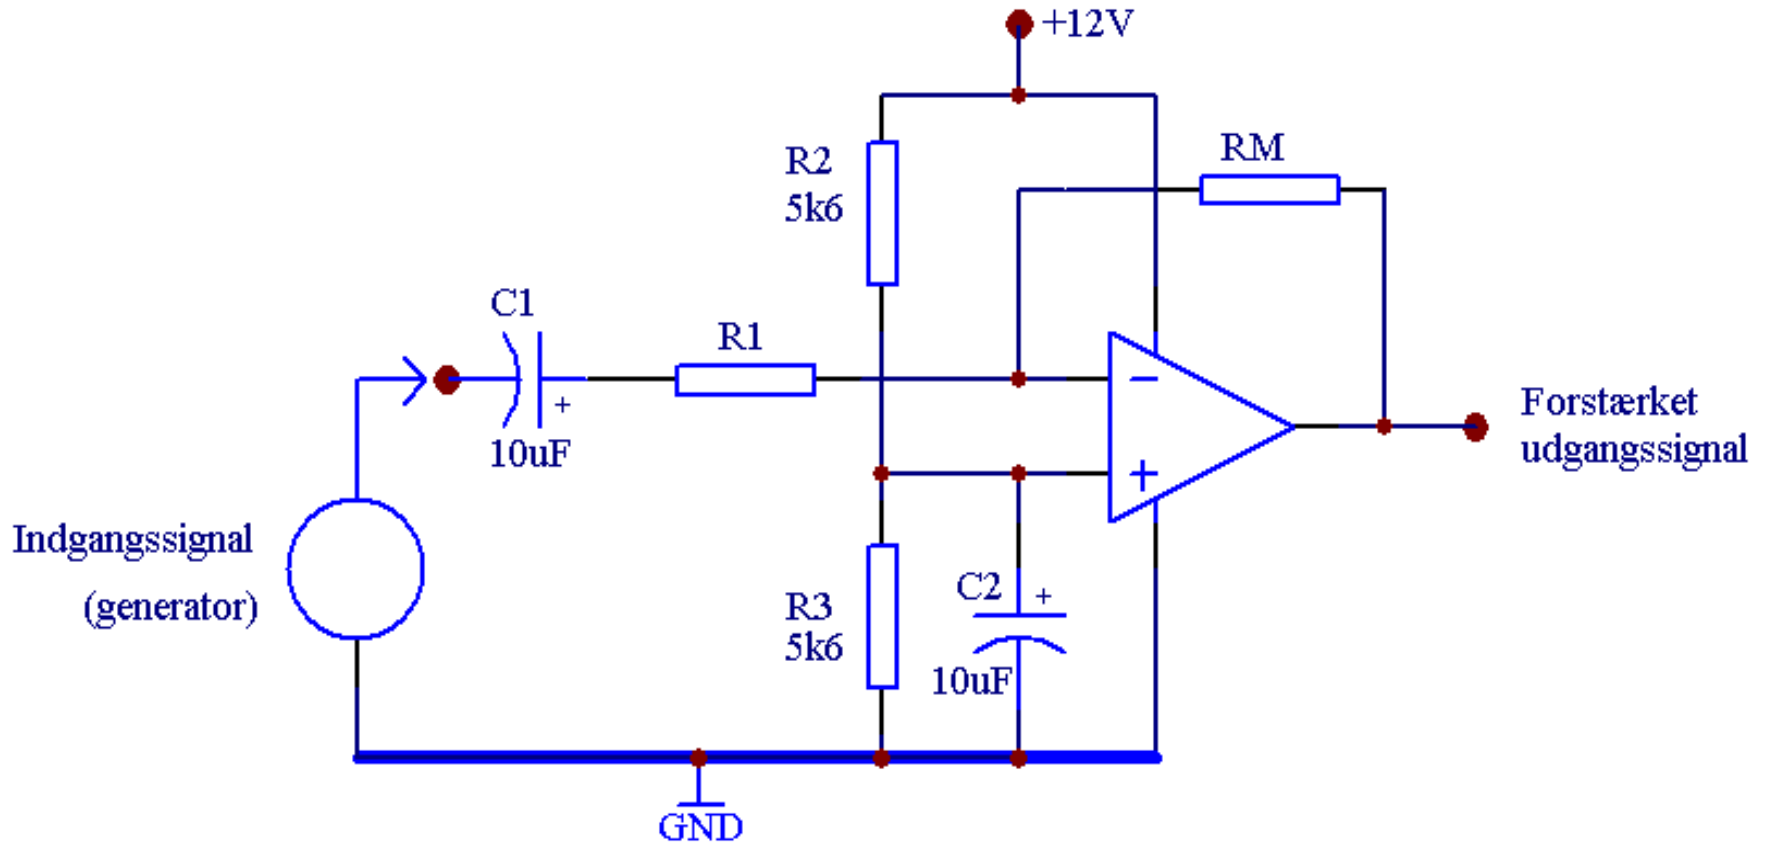 +12V
R2
5k6
RM
C1
+
10uF
R1
−
+
Forstærket
udgangssignal
Indgangssignal
(generator)
R3
5k6
C2
+
10uF
GND